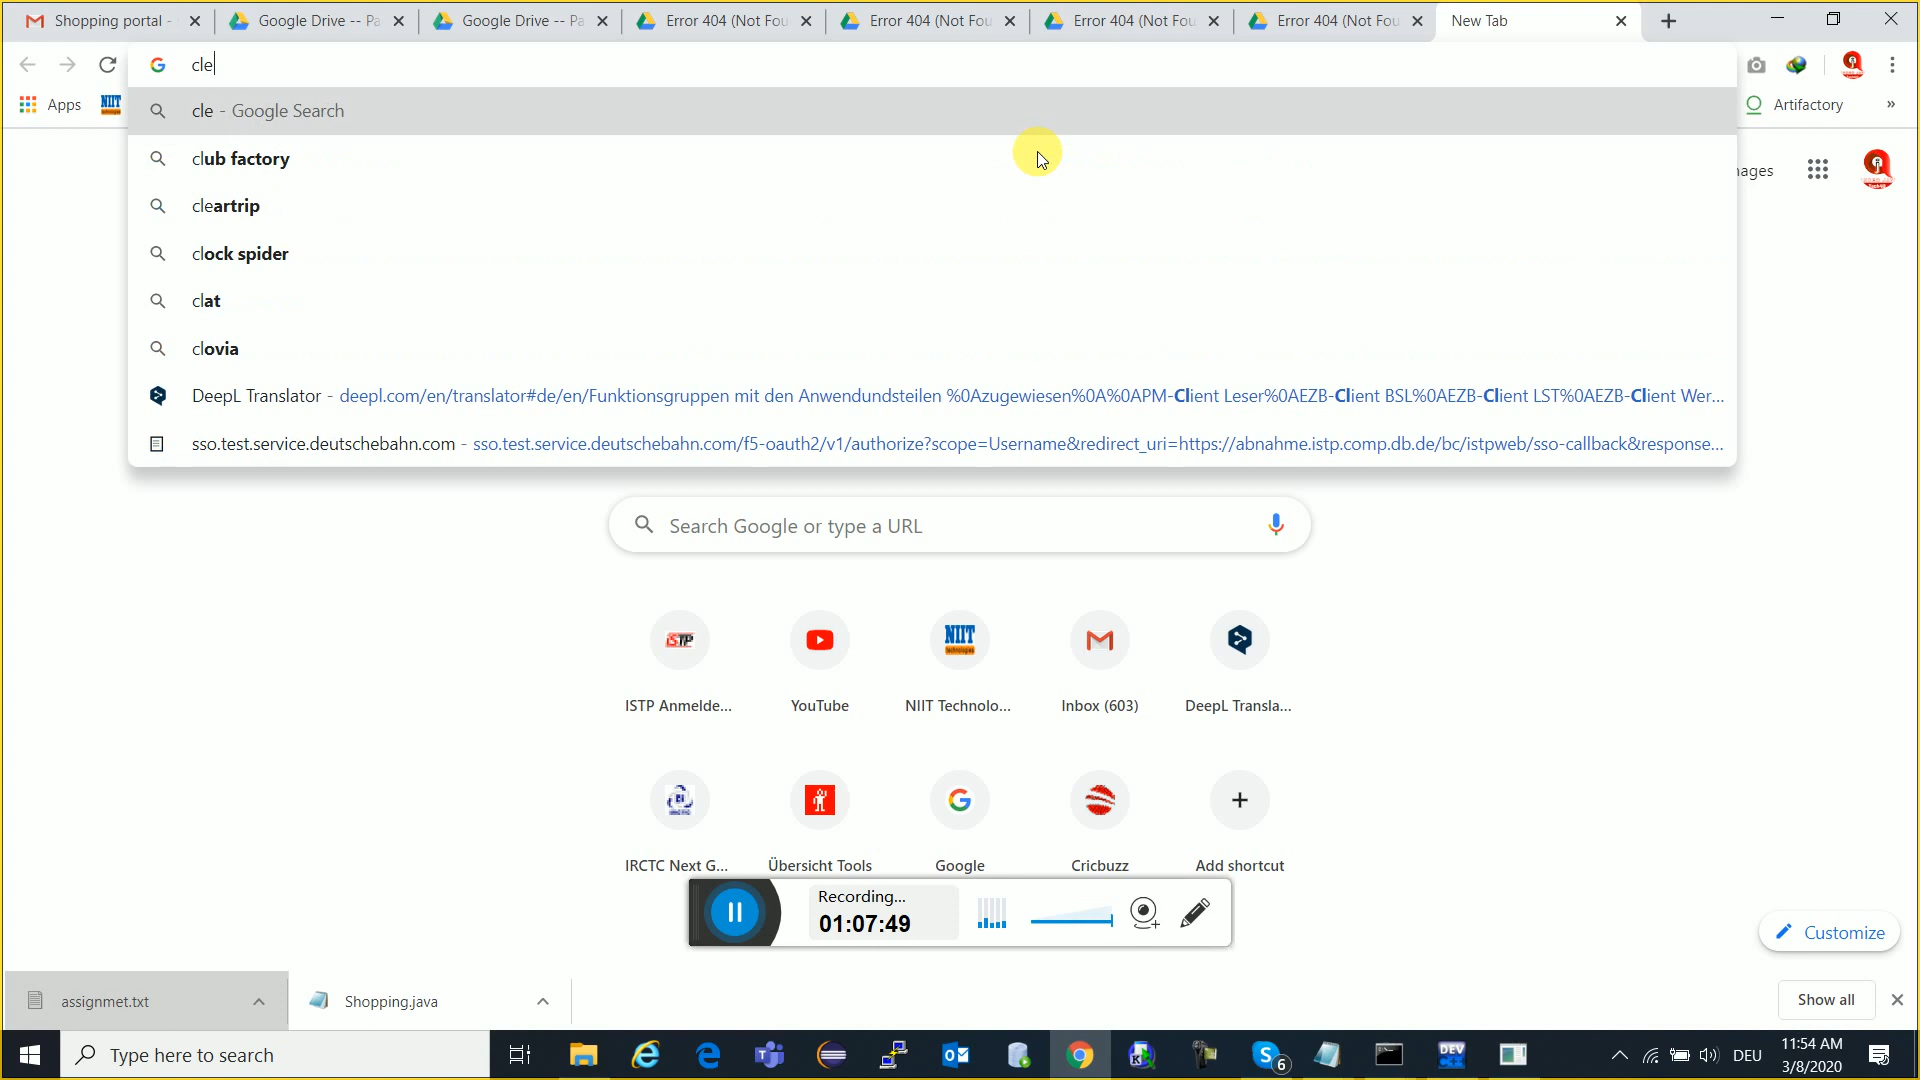 Shopping portal -
Google Drive -- Pa
Google Drive -- Pa
Error 404 (Not Fou
Error 404 (Not Fou
Error 404 (Not Fou
Error 404 (Not Fou
New Tab
cle
Apps
NIIT
Artifactory
»
cle - Google Search
club factory
cleartrip
clock spider
clat
clovia
DeepL Translator - deepl.com/en/translator#de/en/Funktionsgruppen mit den Anwendundsteilen %0Azugewiesen%0A%0APM-Client Leser%0AEZB-Client BSL%0AEZB-Client LST%0AEZB-Client Wer...
sso.test.service.deutschebahn.com - sso.test.service.deutschebahn.com/f5-oauth2/v1/authorize?scope=Username&redirect_uri=https://abnahme.istp.comp.db.de/bc/istpweb/sso-callback&response...
ages
Search Google or type a URL
iSTP
NIIT
technologies
ISTP Anmelde...
YouTube
NIIT Technolo...
Inbox (603)
DeepL Transla...
IRCTC Next G...
Übersicht Tools
Google
Cricbuzz
Add shortcut
Recording...
01:07:49
Customize
assignmet.txt
Shopping.java
Show all
Type here to search
6
DEV
DEU
11:54 AM
3/8/2020